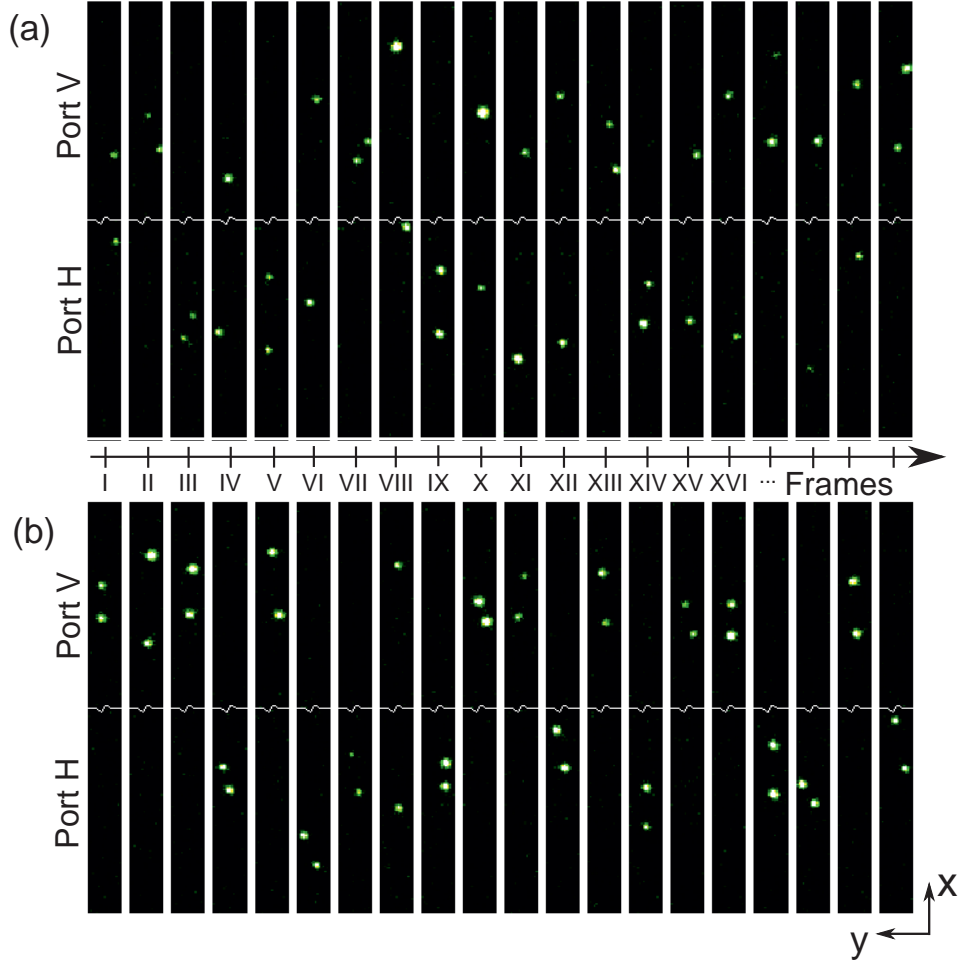 (a)
Port V
Port H
I II III IV V VI VII VIII IX X XI XII XIII XIV XV XVI ... Frames
(b)
Port V
Port H
x
y